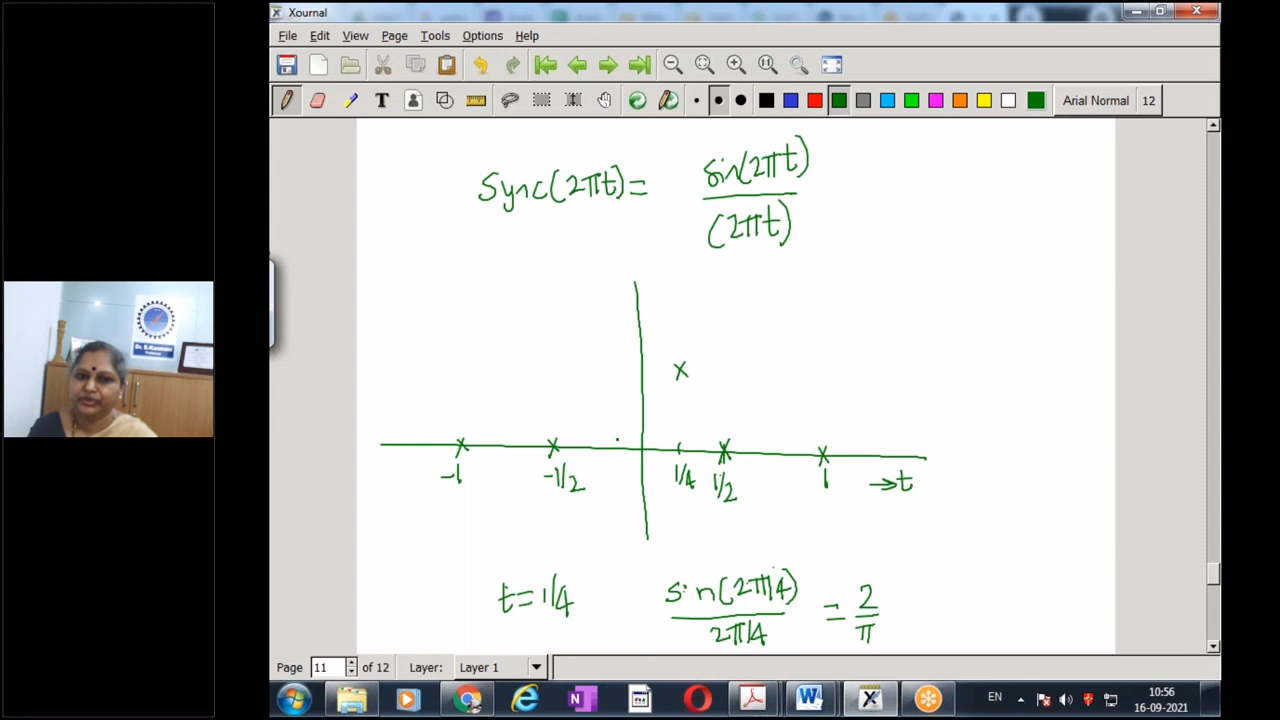 Xournal
File Edit View Page Tools Options Help
Arial Normal 12
Sync(2πt) = sin(2πt)
(2πt)
-1 -1/2 1/4 1/2 1 →t
t=1/4 sin(2π/4) = 2
2π/4 π
Page 11 of 12 Layer: Layer 1
EN 10:56
16-09-2021